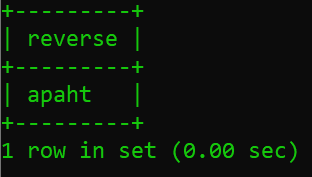 +---------+
| reverse |
+---------+
| apaht   |
+---------+
1 row in set (0.00 sec)